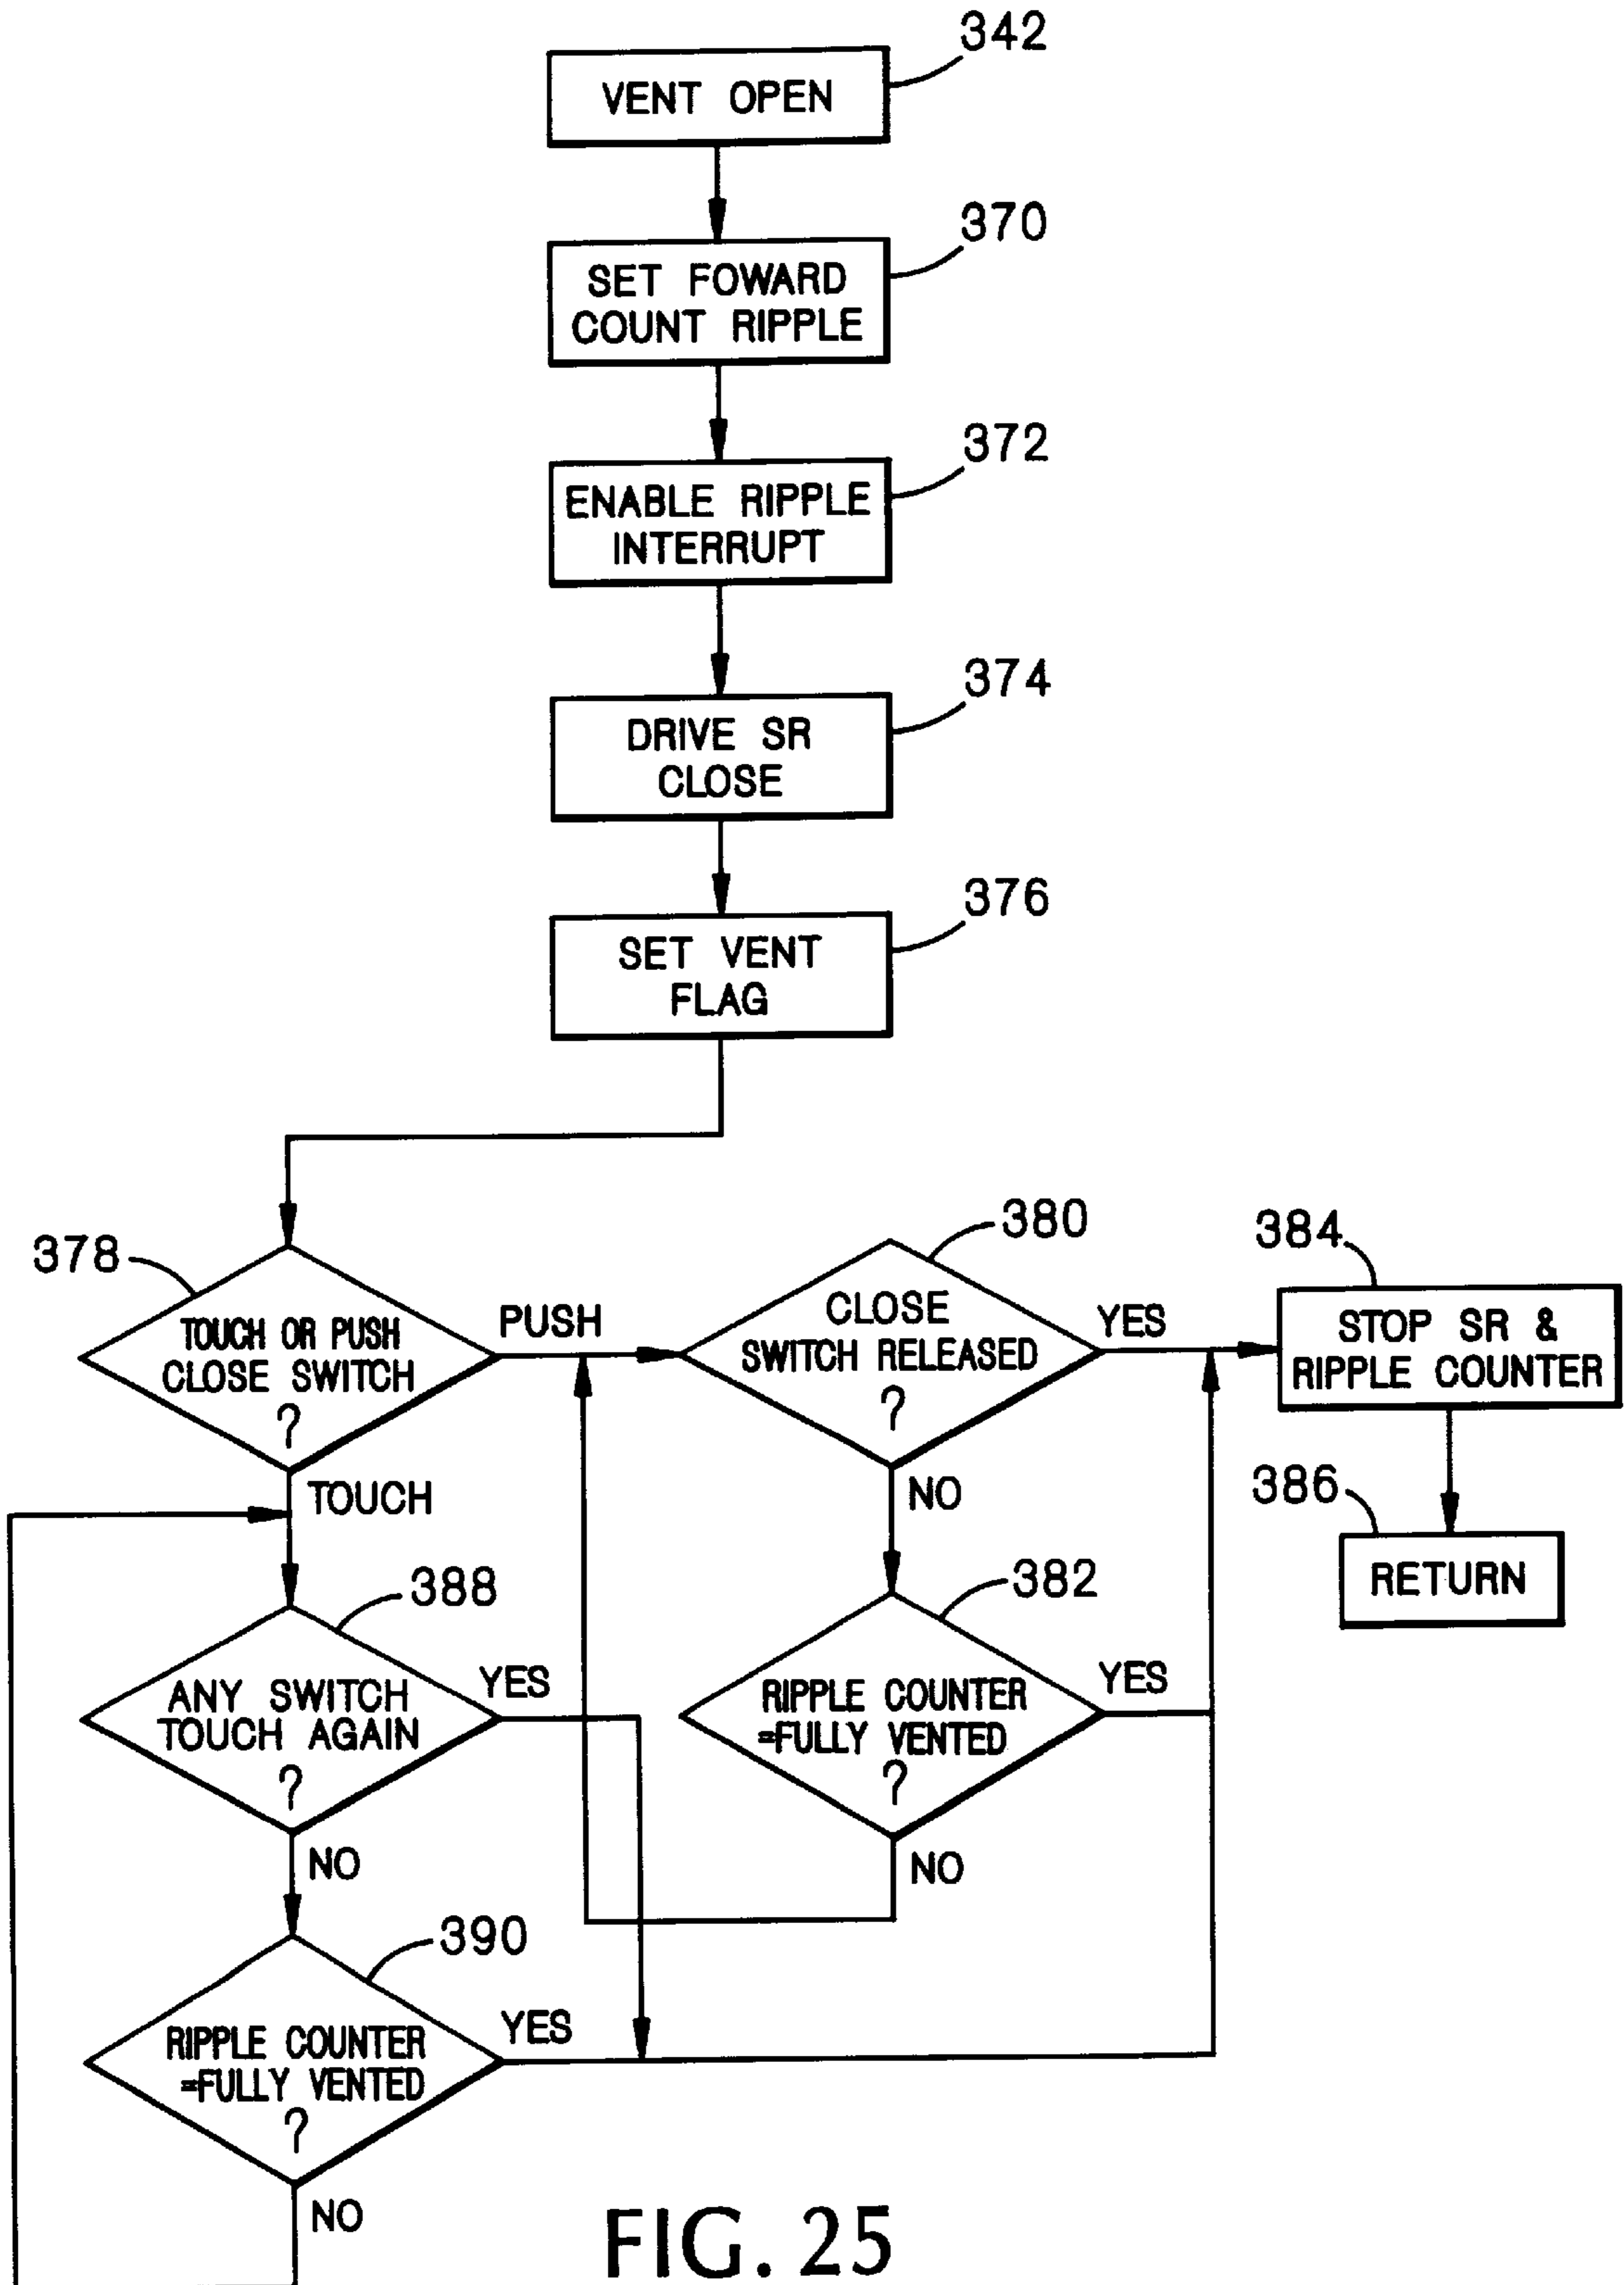 342
VENT OPEN
370
SET FOWARD
COUNT RIPPLE
372
ENABLE RIPPLE
INTERRUPT
374
DRIVE SR
CLOSE
376
SET VENT
FLAG
378
TOUCH OR PUSH
CLOSE SWITCH
?
PUSH
TOUCH
380
CLOSE
SWITCH RELEASED
?
YES
NO
384
STOP SR &
RIPPLE COUNTER
386
RETURN
388
ANY SWITCH
TOUCH AGAIN
?
YES
NO
382
RIPPLE COUNTER
=FULLY VENTED
?
YES
NO
390
RIPPLE COUNTER
=FULLY VENTED
?
YES
NO
FIG. 25